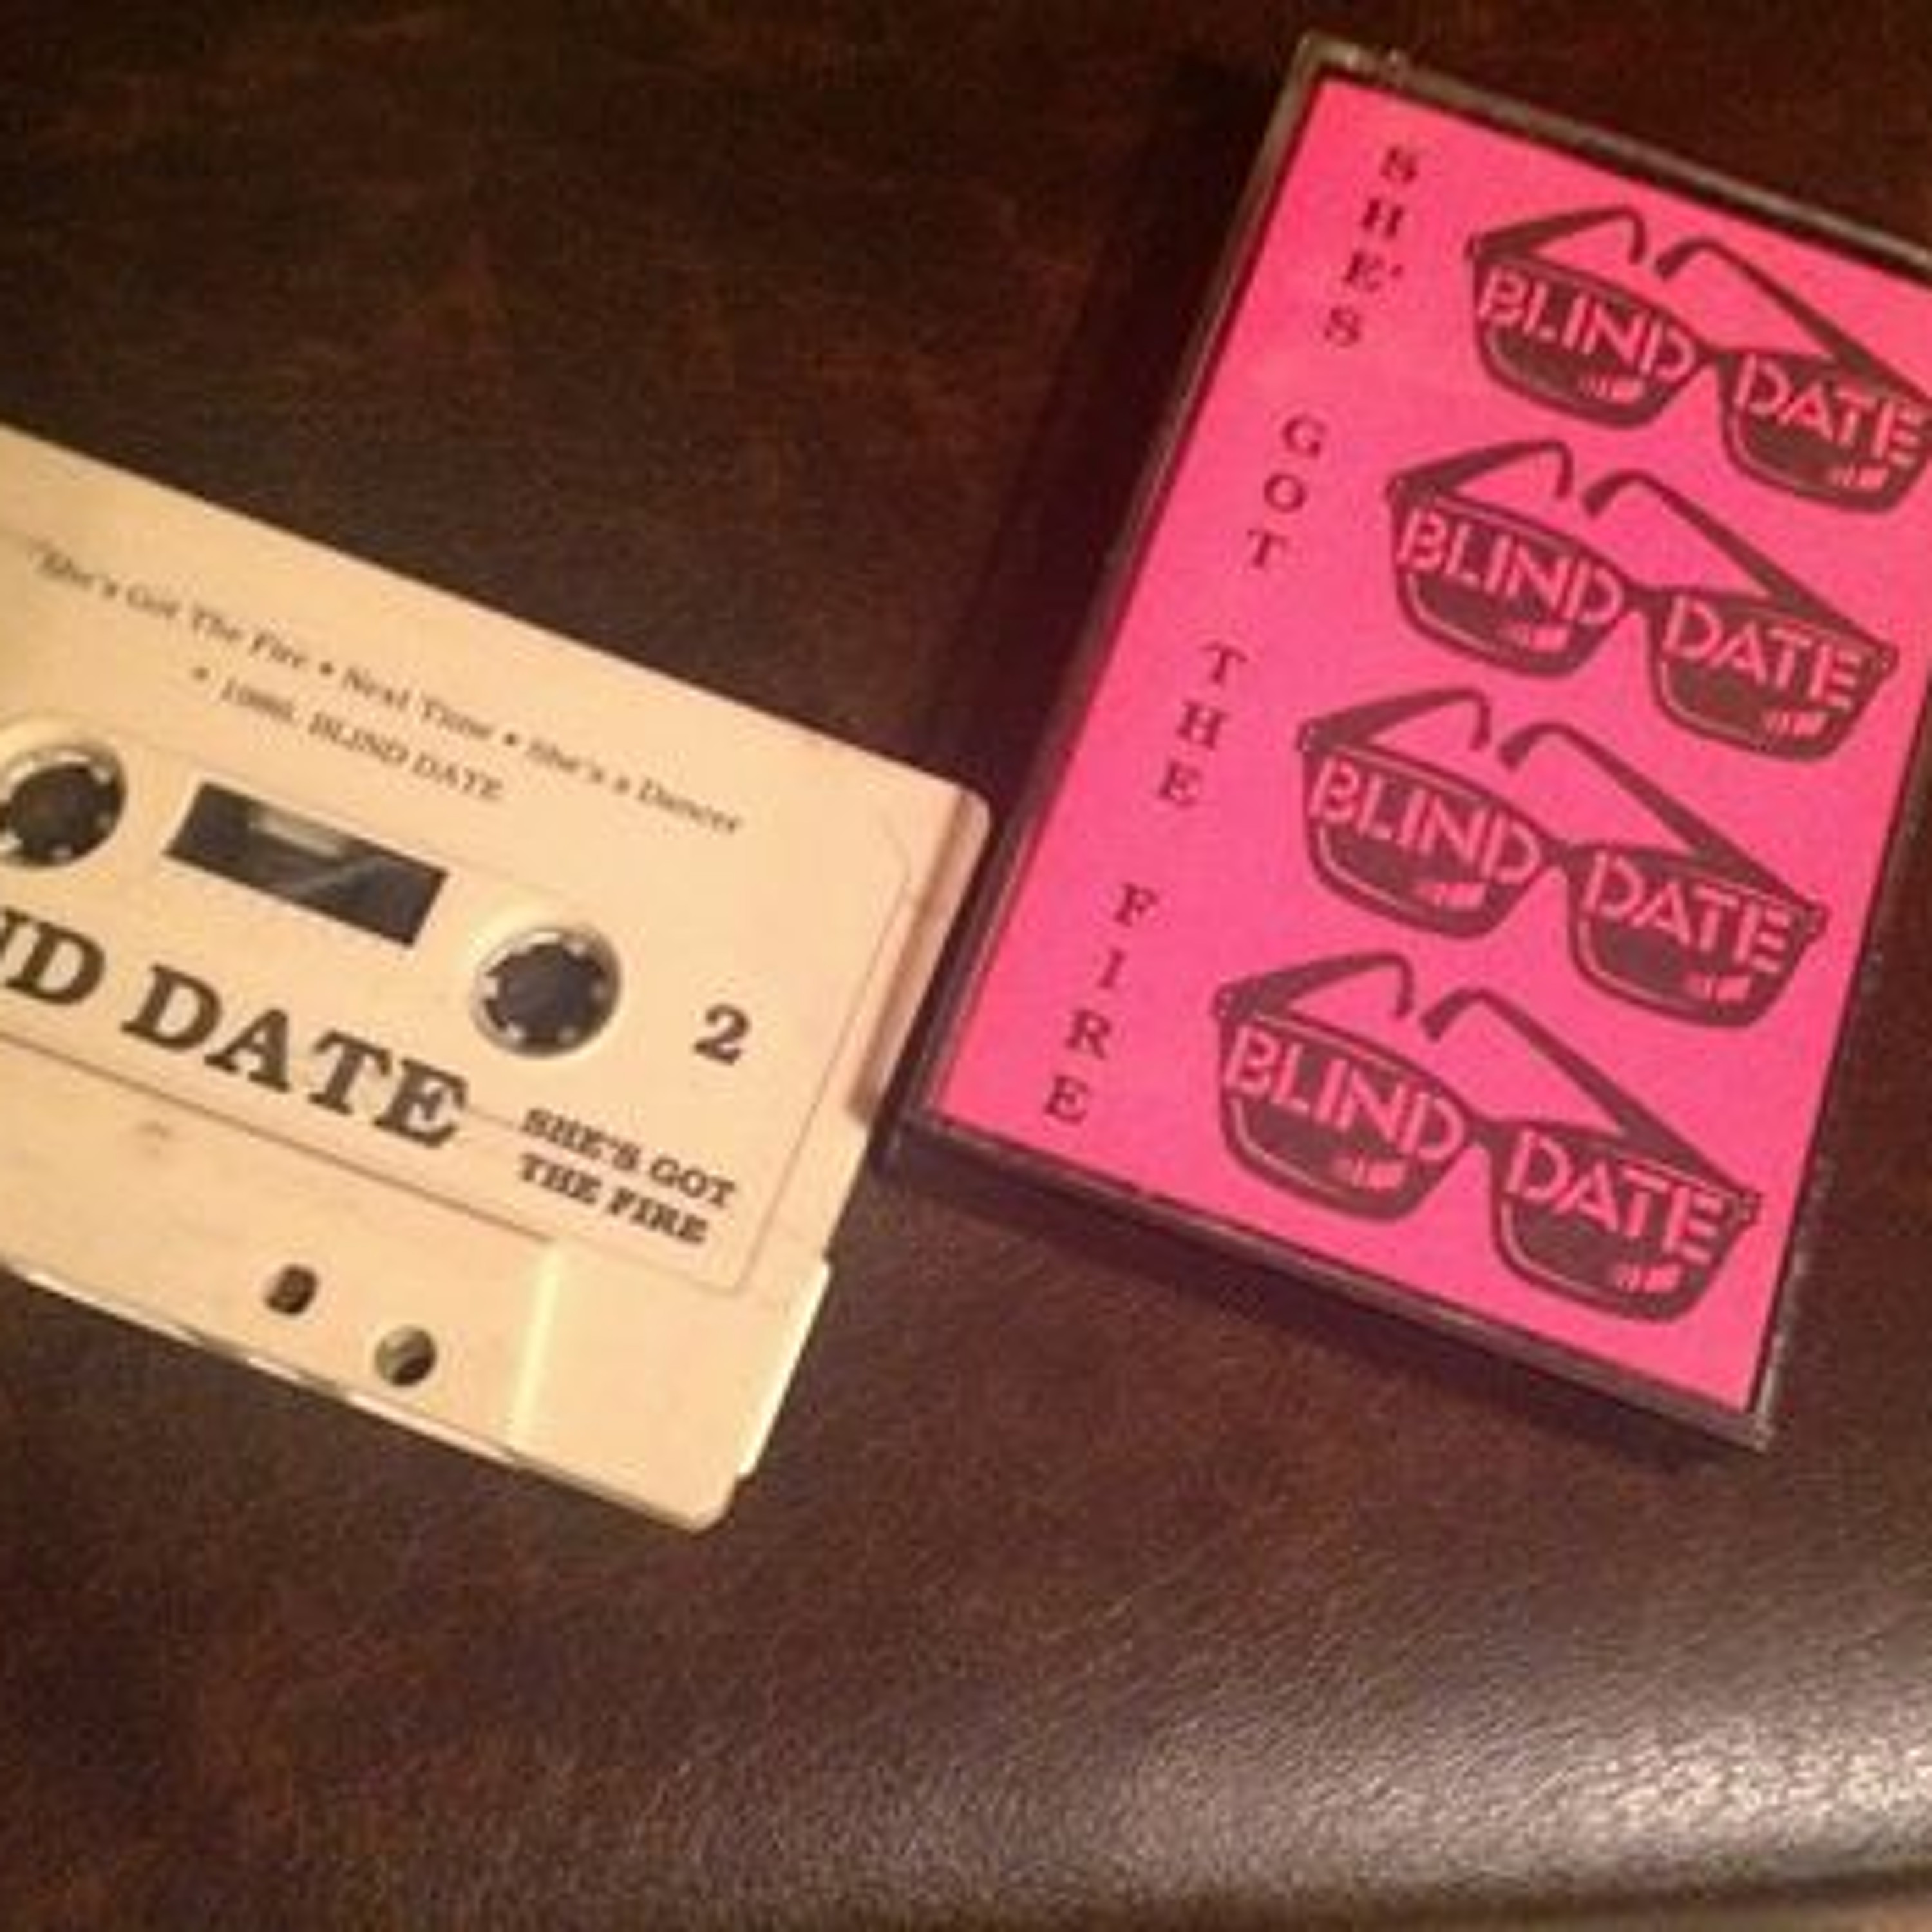 "She's Got The Fire • Next Time • She's a Dancer
BLIND DATE
ND DATE
2
SHE'S GOT
THE FIRE
SHE'S GOT THE FIRE
BLIND DATE
BLIND DATE
BLIND DATE
BLIND DATE